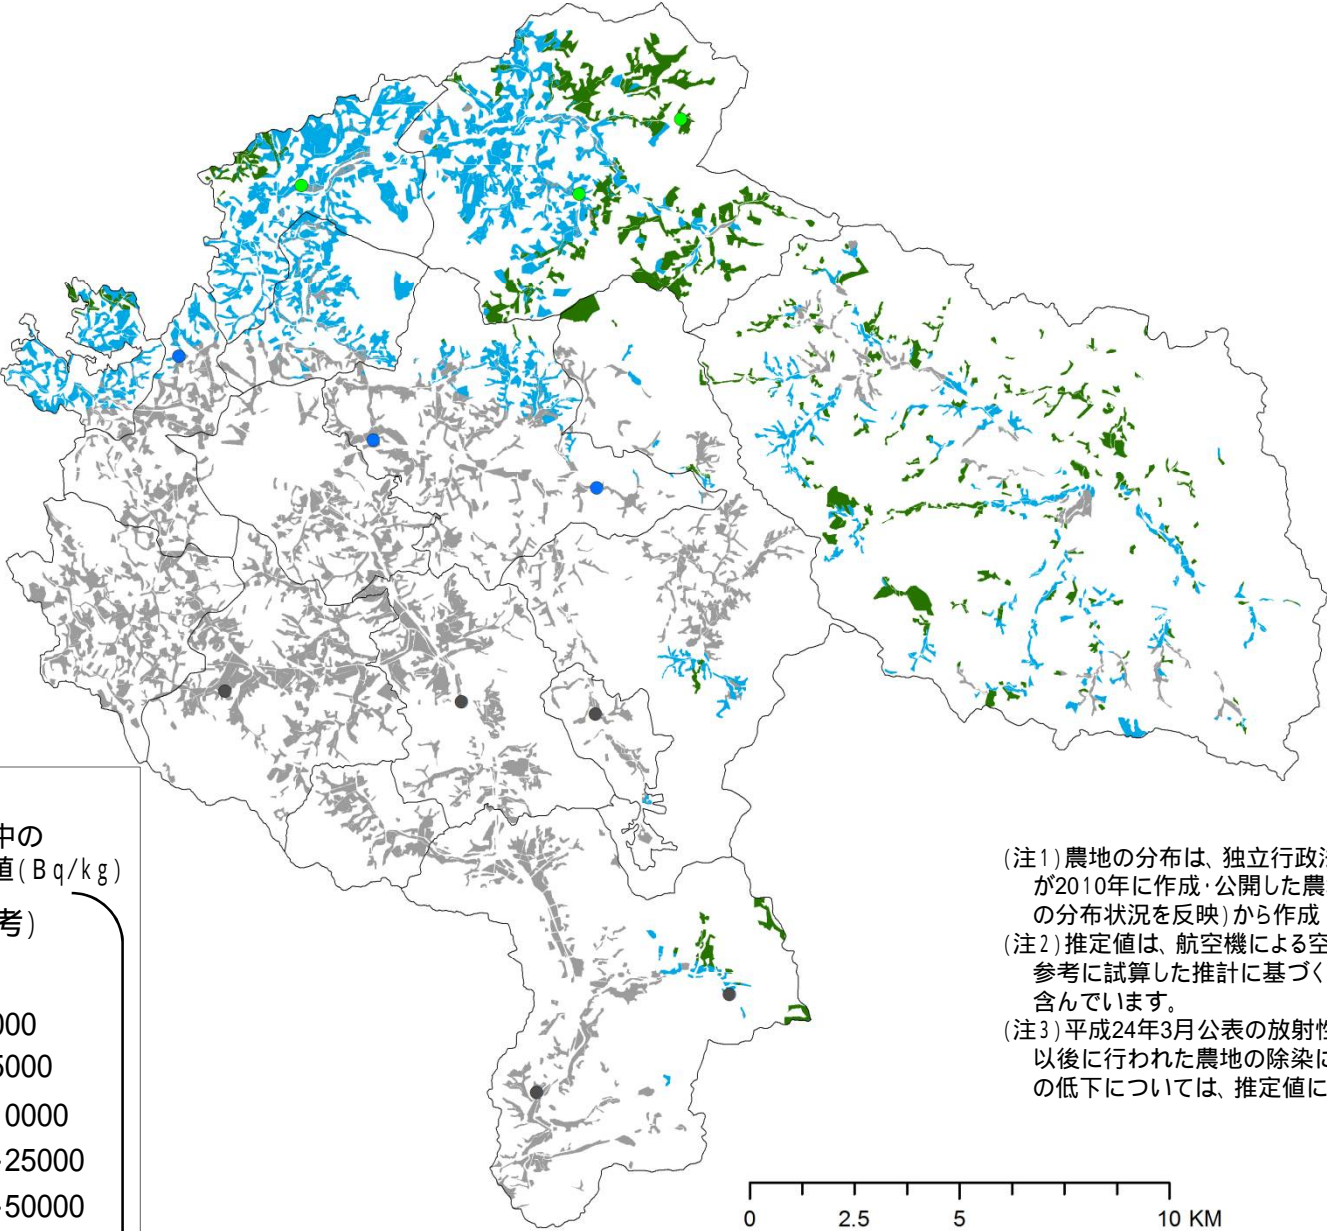 中の
値(Bq/kg)
考)
000
5000
0000
25000
50000
(注1)農地の分布は、独立行政法
が2010年に作成・公開した農
の分布状況を反映)から作成
(注2)推定値は、航空機による空
参考に試算した推計に基づく
含んでいます。
(注3)平成24年3月公表の放射性
以後に行われた農地の除染に
の低下については、推定値に
0 2.5 5 10 KM